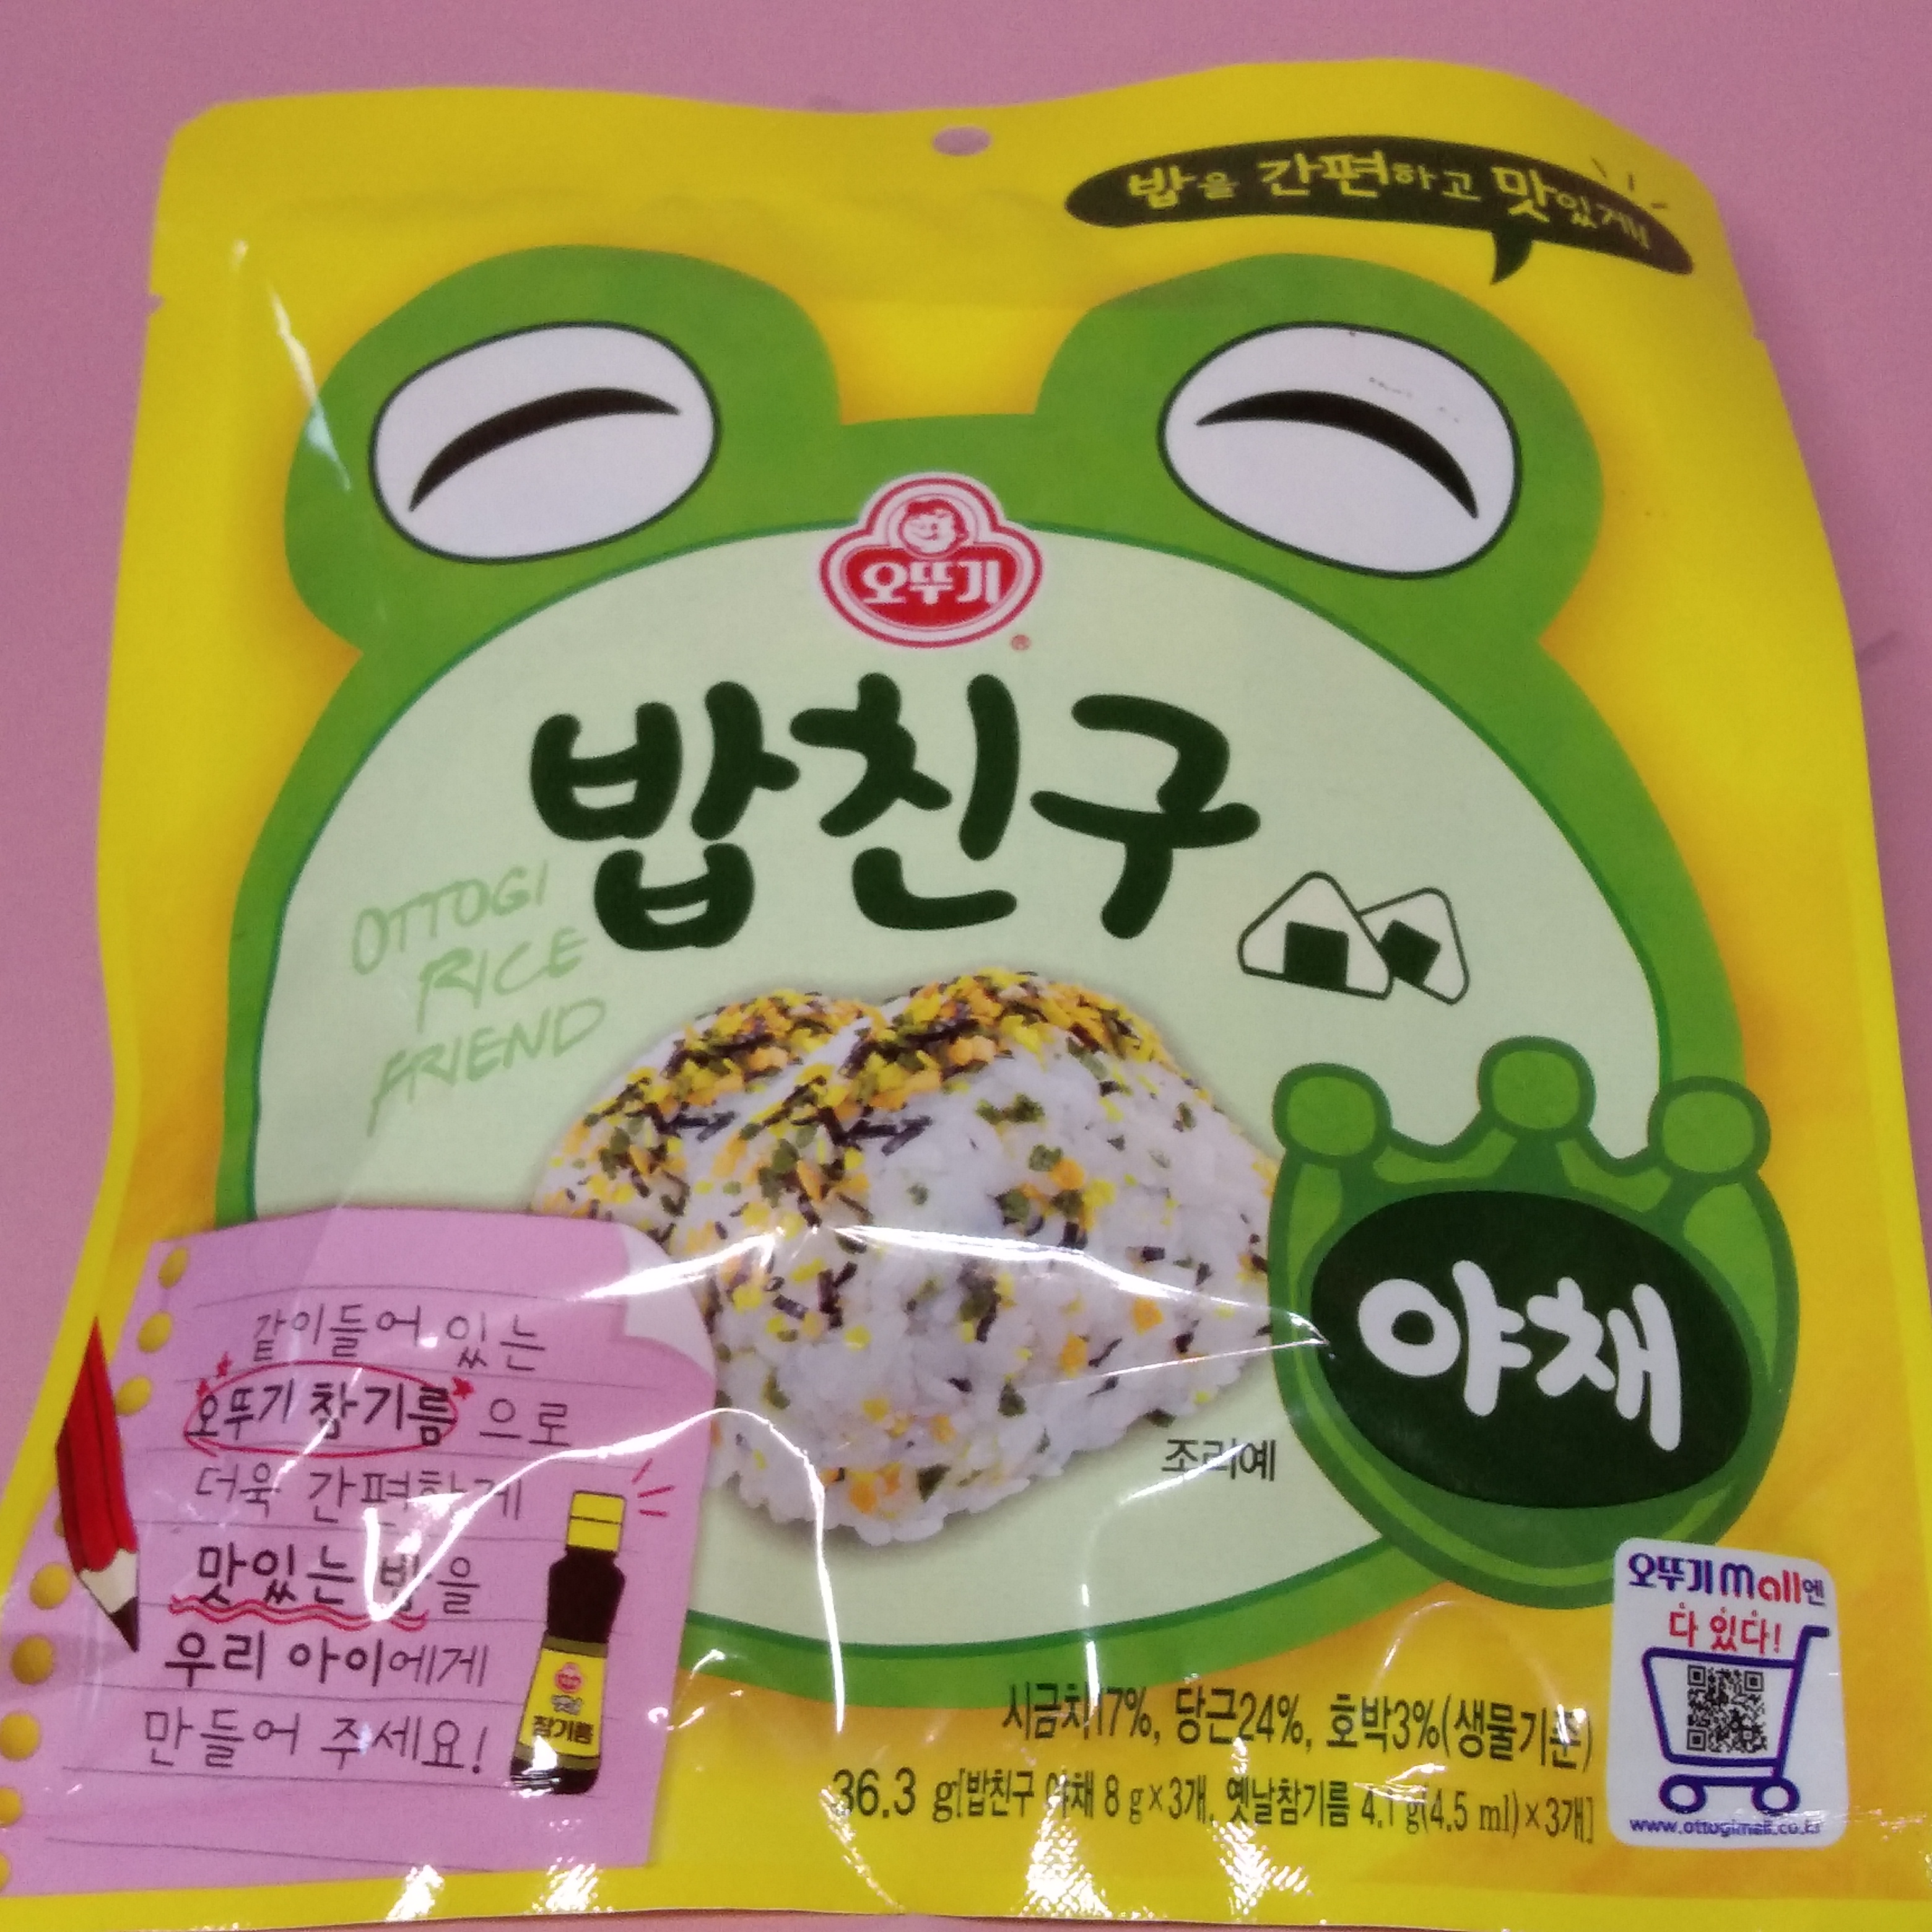 밥을 간편하고 맛있게!!
오뚜기
밥친구
OTTOGI
RICE
FRIEND
야채
조리예
같이들어 있는
오뚜기 참기름으로
더욱 간편하게
맛있는 밥을
우리 아이에게
만들어 주세요!
참기름
오뚜기mall엔
다 있다!
www.ottogimall.co.kr
시금치17%, 당근24%, 호박3%(생물기준)
36.3 g[밥친구 야채 8 g×3개, 옛날참기름 4.1 g(4.5 ml)×3개]